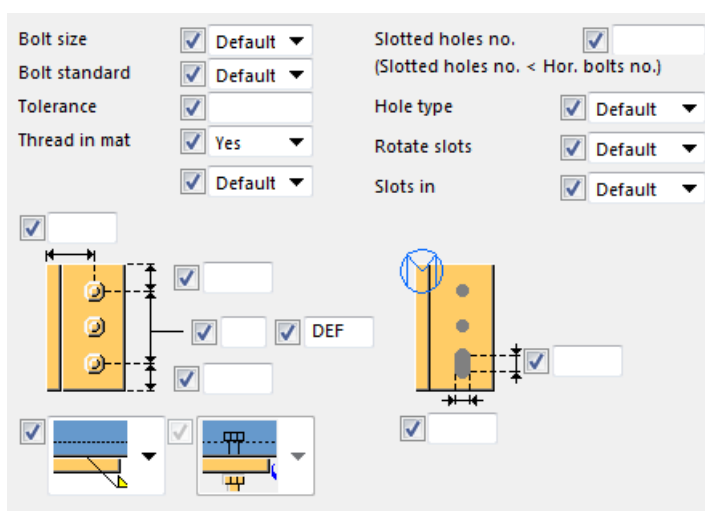 Bolt size Default
Bolt standard Default
Tolerance
Thread in mat Yes
Default
Slotted holes no.
(Slotted holes no. < Hor. bolts no.)
Hole type Default
Rotate slots Default
Slots in Default
DEF